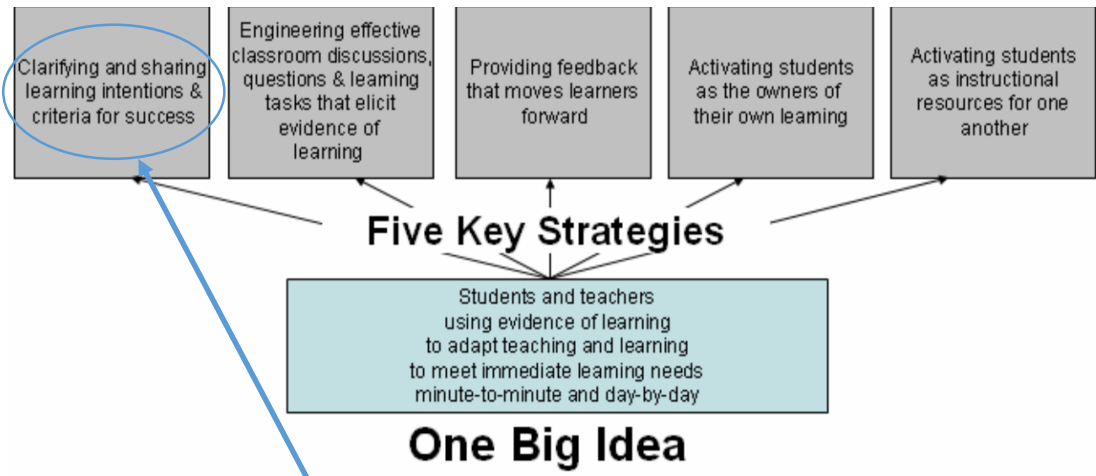 Clarifying and sharing
learning intentions &
criteria for success
Engineering effective
classroom discussions,
questions & learning
tasks that elicit
evidence of
learning
Providing feedback
that moves learners
forward
Activating students
as the owners of
their own learning
Activating students
as instructional
resources for one
another
Five Key Strategies
Students and teachers
using evidence of learning
to adapt teaching and learning
to meet immediate learning needs
minute-to-minute and day-by-day
One Big Idea